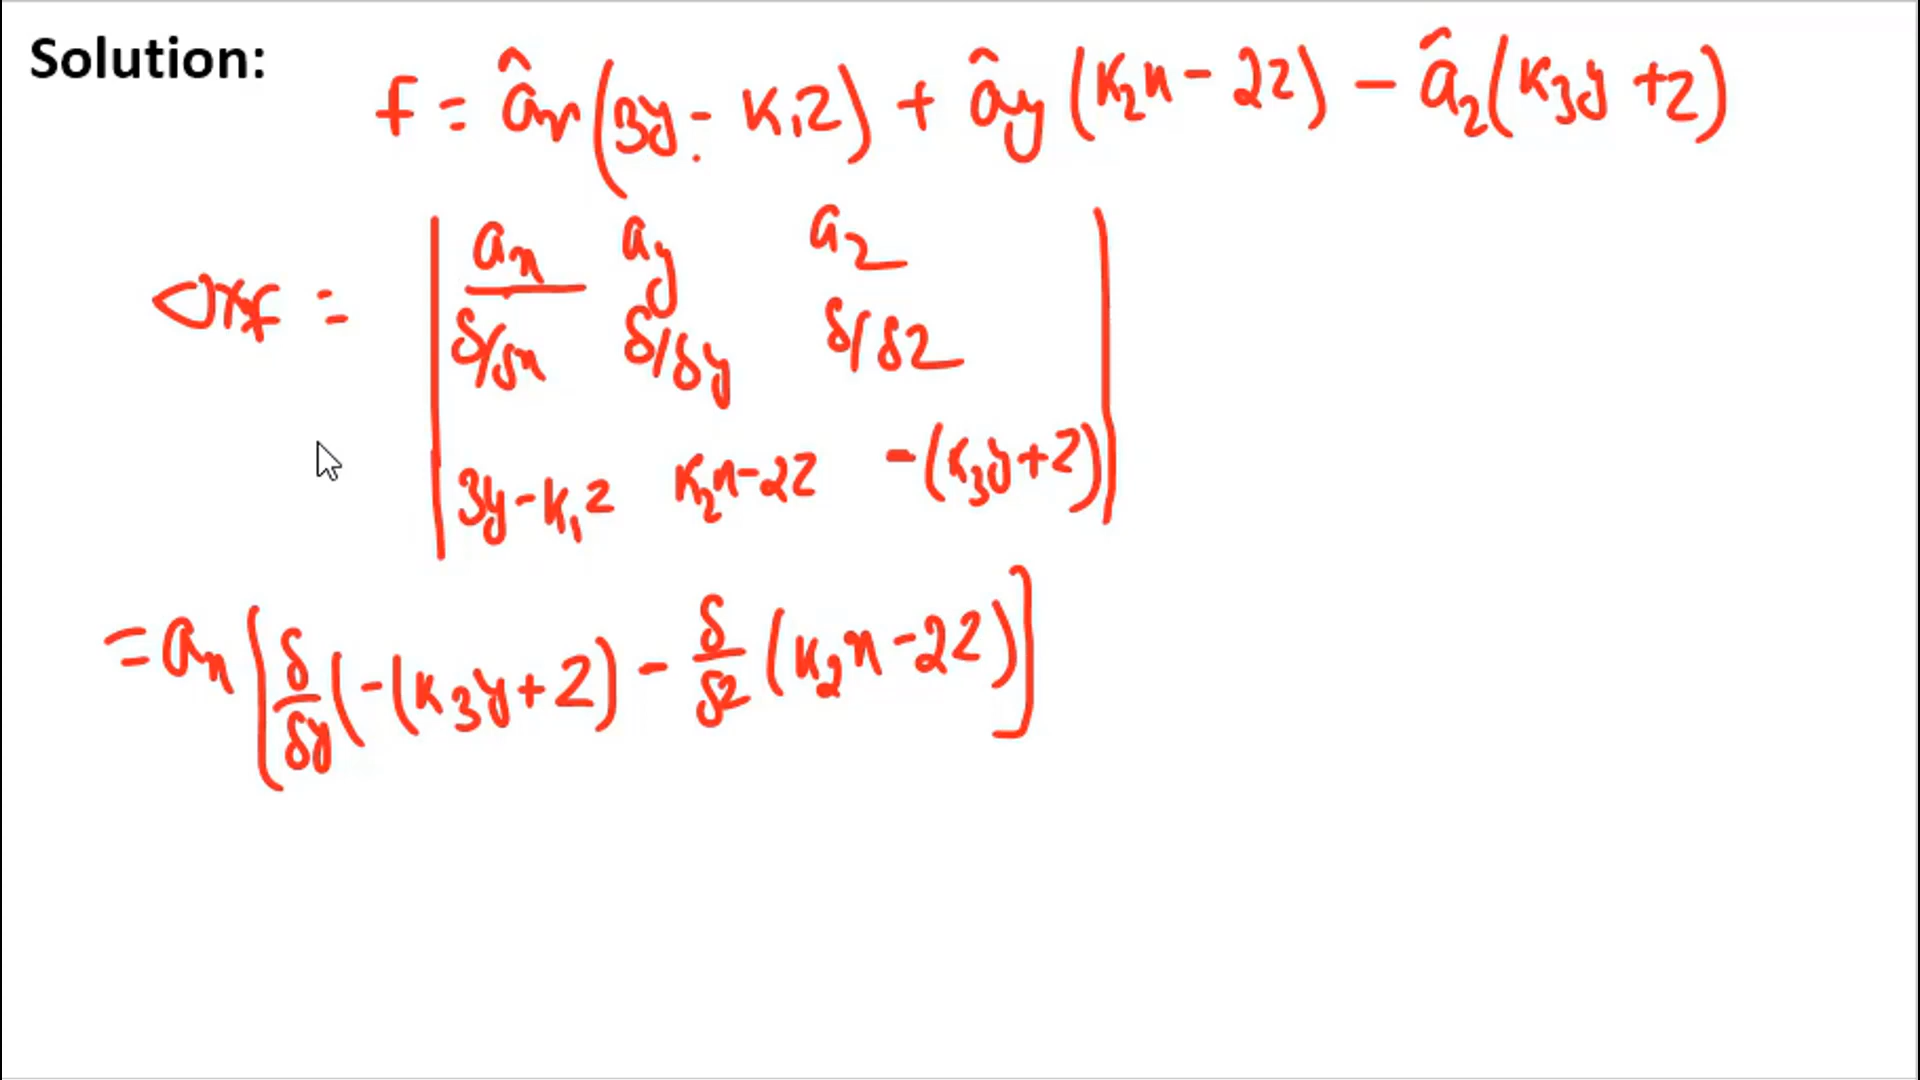 Solution:
f = âx(3y - k₁z) + ây(k₂x - 2z) - âz(k₃y + z)
ax ay az
∇×f =
δ/δx δ/δy δ/δz
3y - k₁z k₂x - 2z -(k₃y + z)
= ax[δ/δy(-(k₃y + z) - δ/δz(k₂x - 2z)]